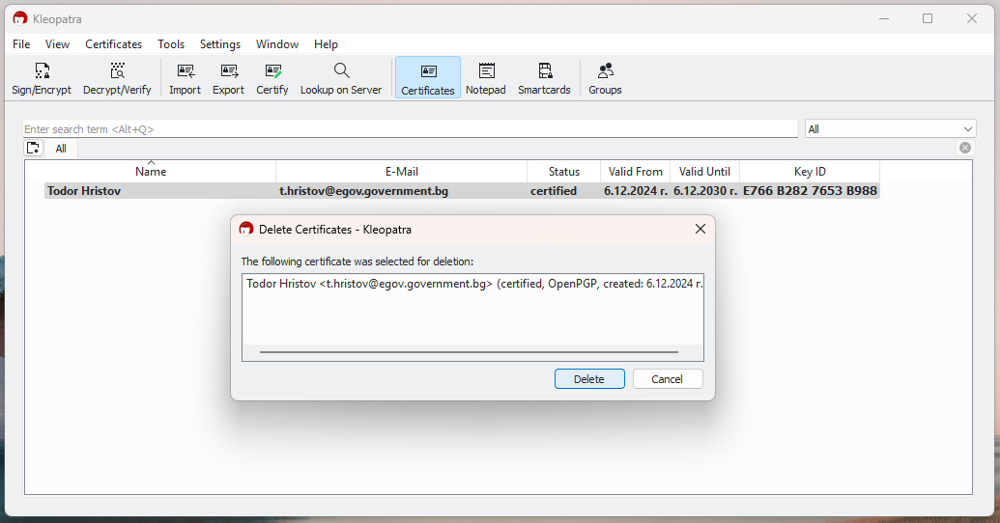 Kleopatra
File View Certificates Tools Settings Window Help
Sign/Encrypt Decrypt/Verify Import Export Certify Lookup on Server Certificates Notepad Smartcards Groups
Enter search term <Alt+Q> All
All
Name E-Mail Status Valid From Valid Until Key ID
Todor Hristov t.hristov@egov.government.bg certified 6.12.2024 г. 6.12.2030 г. E766 B282 7653 B988
Delete Certificates - Kleopatra
The following certificate was selected for deletion:
Todor Hristov <t.hristov@egov.government.bg> (certified, OpenPGP, created: 6.12.2024 г.
Delete Cancel